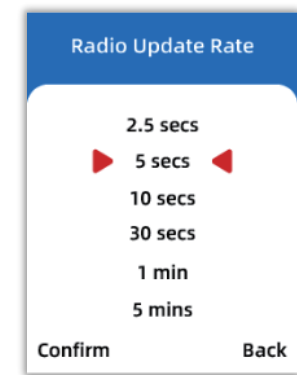 Radio Update Rate
2.5 secs
5 secs
10 secs
30 secs
1 min
5 mins
Confirm Back